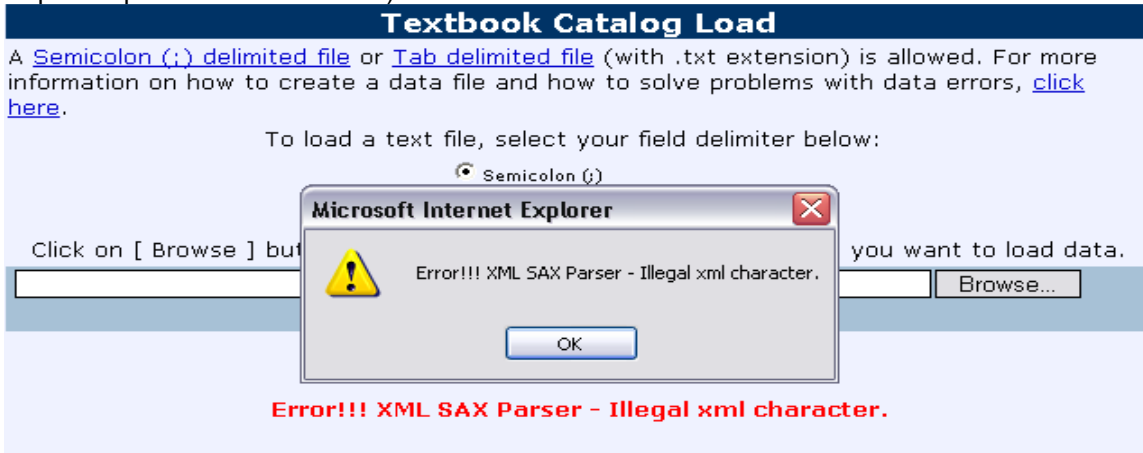 Textbook Catalog Load
A Semicolon (;) delimited file or Tab delimited file (with .txt extension) is allowed. For more
information on how to create a data file and how to solve problems with data errors, click
here.
To load a text file, select your field delimiter below:
Semicolon (;)
Microsoft Internet Explorer
Click on [ Browse ] but you want to load data.
Error!!! XML SAX Parser - Illegal xml character.
Browse...
OK
Error!!! XML SAX Parser - Illegal xml character.